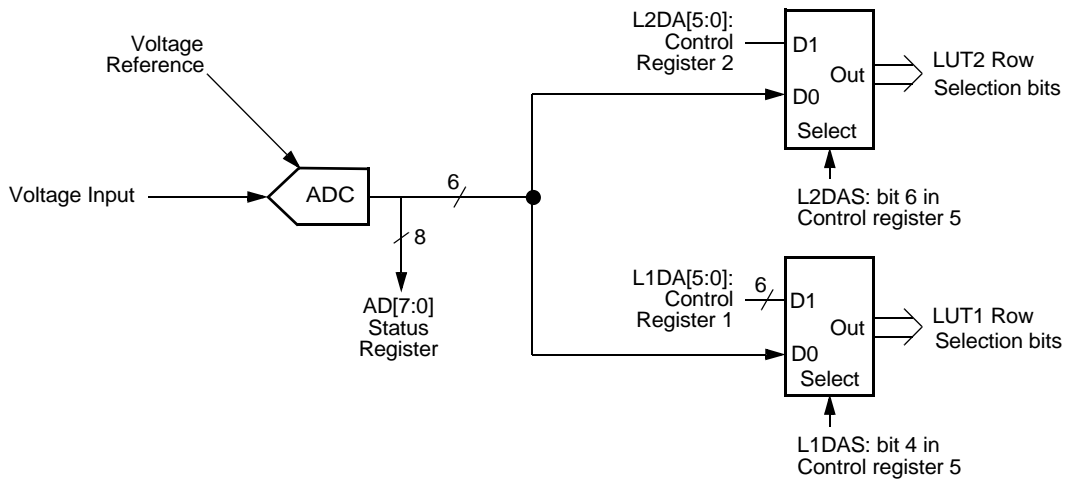 Voltage
Reference
Voltage Input
ADC
6
8
AD[7:0]
Status
Register
L2DA[5:0]:
Control
Register 2
D1
D0
Out
Select
LUT2 Row
Selection bits
L2DAS: bit 6 in
Control register 5
L1DA[5:0]:
Control
Register 1
6
D1
D0
Out
Select
LUT1 Row
Selection bits
L1DAS: bit 4 in
Control register 5